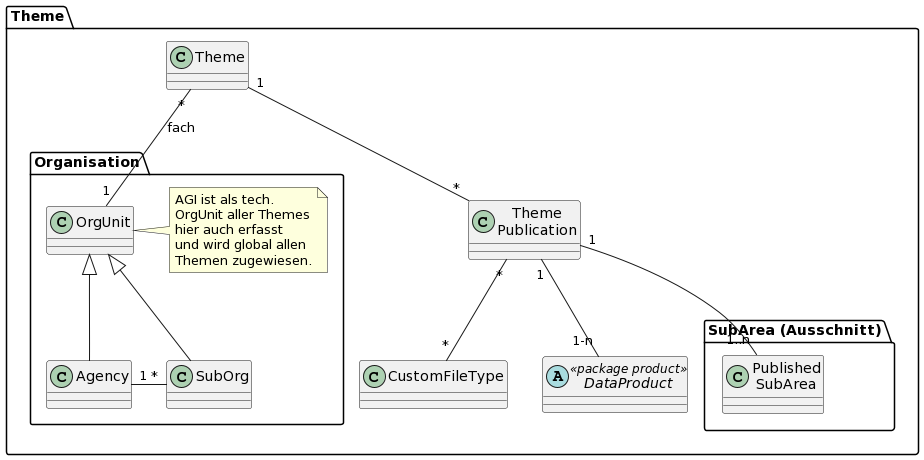 Theme
C Theme
1
*
fach
Organisation
1
*
AGI ist als tech.
OrgUnit aller Themes
hier auch erfasst
und wird global allen
Themen zugewiesen.
C OrgUnit
C Theme
Publication
1
*
1
SubArea (Ausschnitt)
1..n
1-n
*
C Agency
1 *
C SubOrg
C CustomFileType
A «package product»
DataProduct
C Published
SubArea